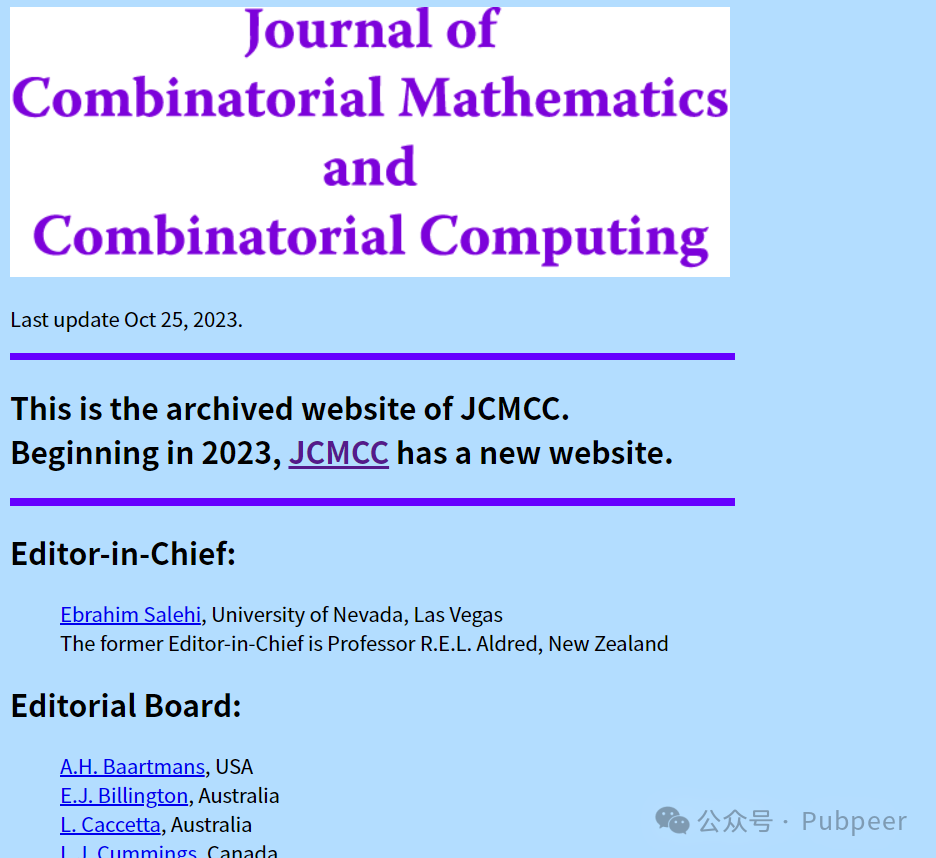 Journal of
Combinatorial Mathematics
and
Combinatorial Computing
Last update Oct 25, 2023.
This is the archived website of JCMCC.
Beginning in 2023, JCMCC has a new website.
Editor-in-Chief:
Ebrahim Salehi, University of Nevada, Las Vegas
The former Editor-in-Chief is Professor R.E.L. Aldred, New Zealand
Editorial Board:
A.H. Baartmans, USA
E.J. Billington, Australia
L. Caccetta, Australia
L.J. Cummings, Canada
公众号 · Pubpeer